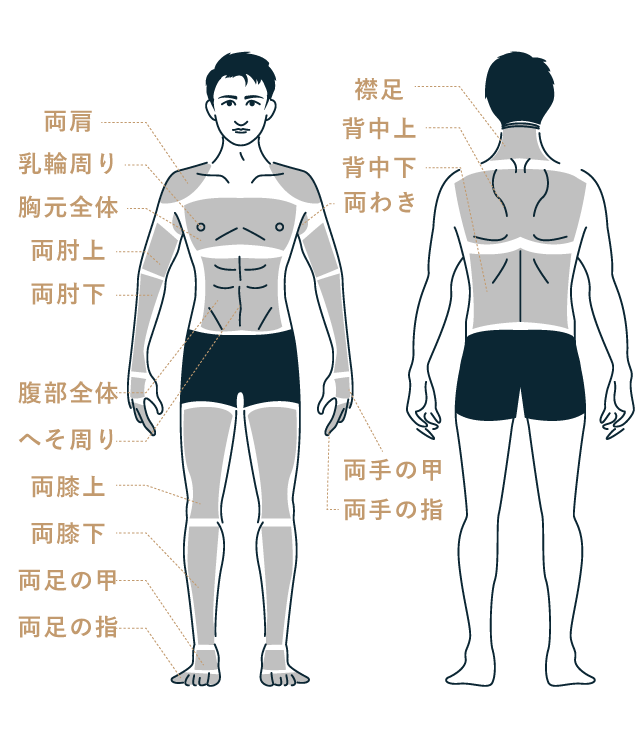 両肩
乳輪周り
胸元全体
両肘上
両肘下
腹部全体
へそ周り
両膝上
両膝下
両足の甲
両足の指
襟足
背中上
背中下
両わき
両手の甲
両手の指